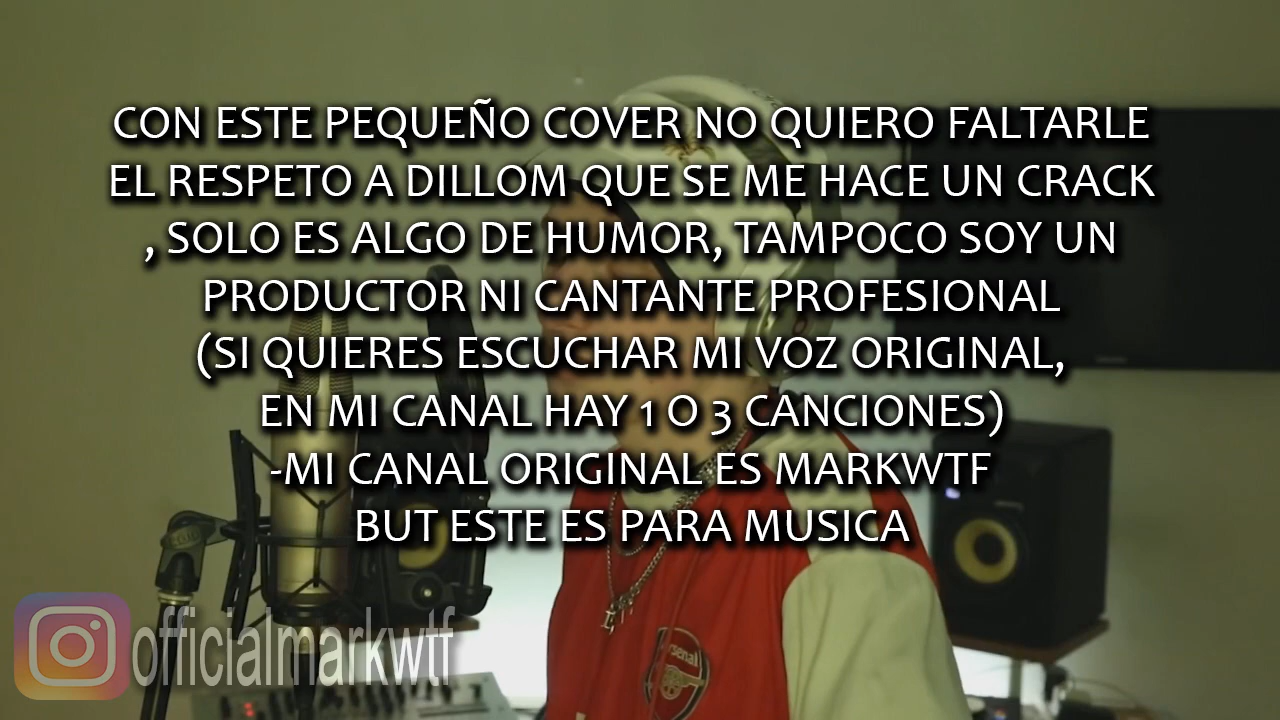 CON ESTE PEQUEÑO COVER NO QUIERO FALTARLE
EL RESPETO A DILLOM QUE SE ME HACE UN CRACK
, SOLO ES ALGO DE HUMOR, TAMPOCO SOY UN
PRODUCTOR NI CANTANTE PROFESIONAL
(SI QUIERES ESCUCHAR MI VOZ ORIGINAL,
EN MI CANAL HAY 1 O 3 CANCIONES)
-MI CANAL ORIGINAL ES MARKWTF
BUT ESTE ES PARA MUSICA
Arsenal
officialmarkwtf